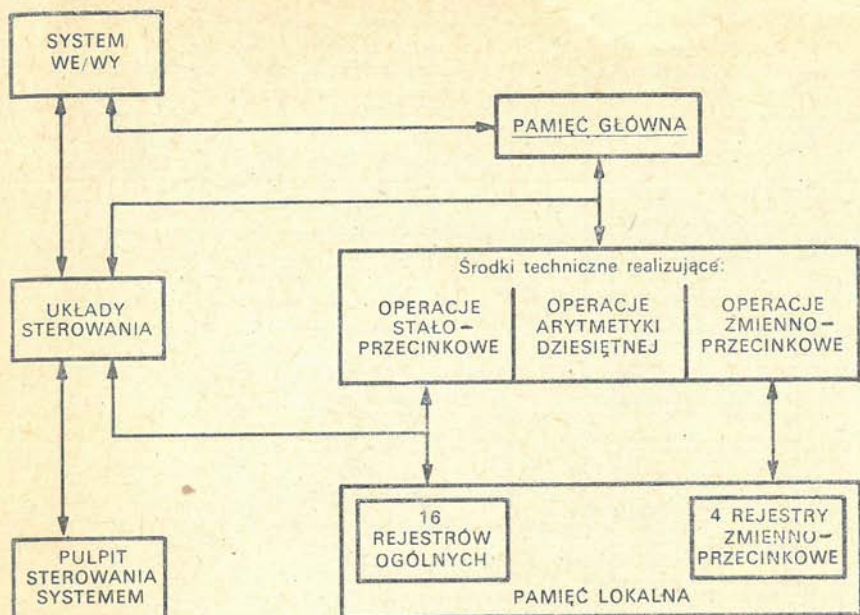 SYSTEM
WE/WY
PAMIĘĆ GŁÓWNA
Środki techniczne realizujące:
UKŁADY
STEROWANIA
OPERACJE
STAŁO–
PRZECINKOWE
OPERACJE
ARYTMETYKI
DZIESIĘTNEJ
OPERACJE
ZMIENNO–
PRZECINKOWE
16
REJESTRÓW
OGÓLNYCH
4 REJESTRY
ZMIENNO–
PRZECINKOWE
PULPIT
STEROWANIA
SYSTEMEM
PAMIĘĆ LOKALNA